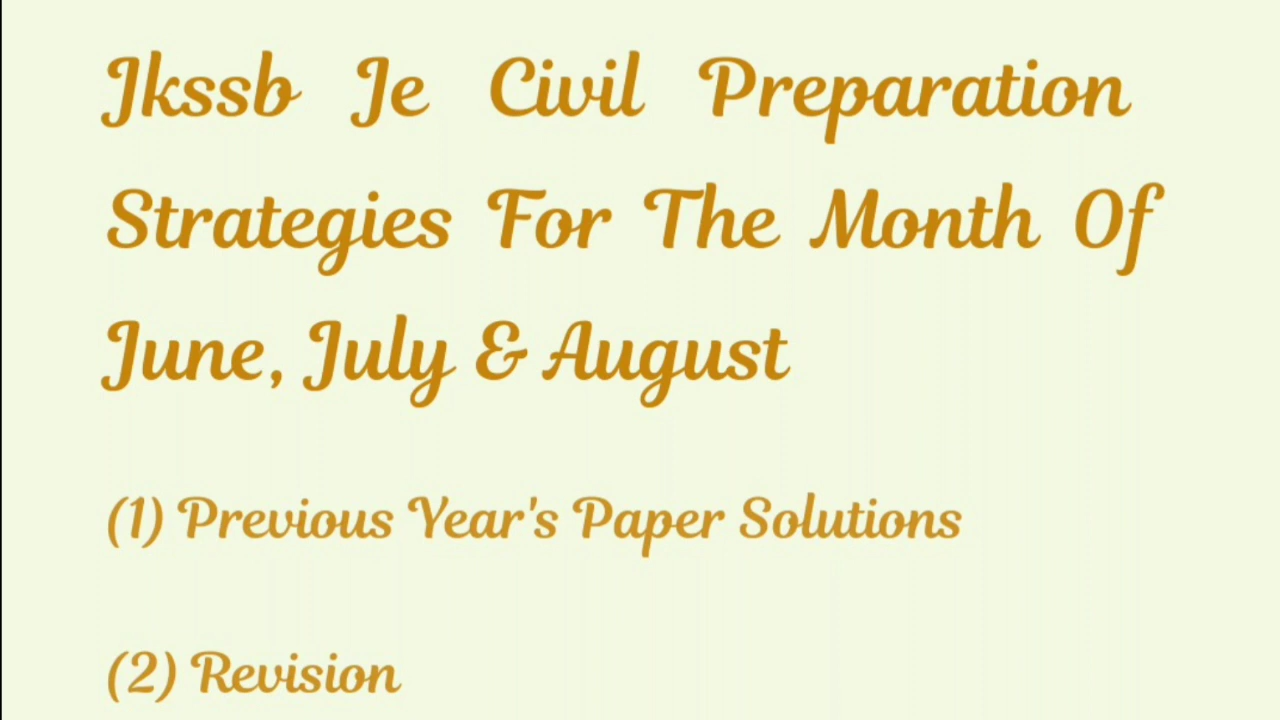 Jkssb Je Civil Preparation
Strategies For The Month Of
June, July & August
(1) Previous Year's Paper Solutions
(2) Revision